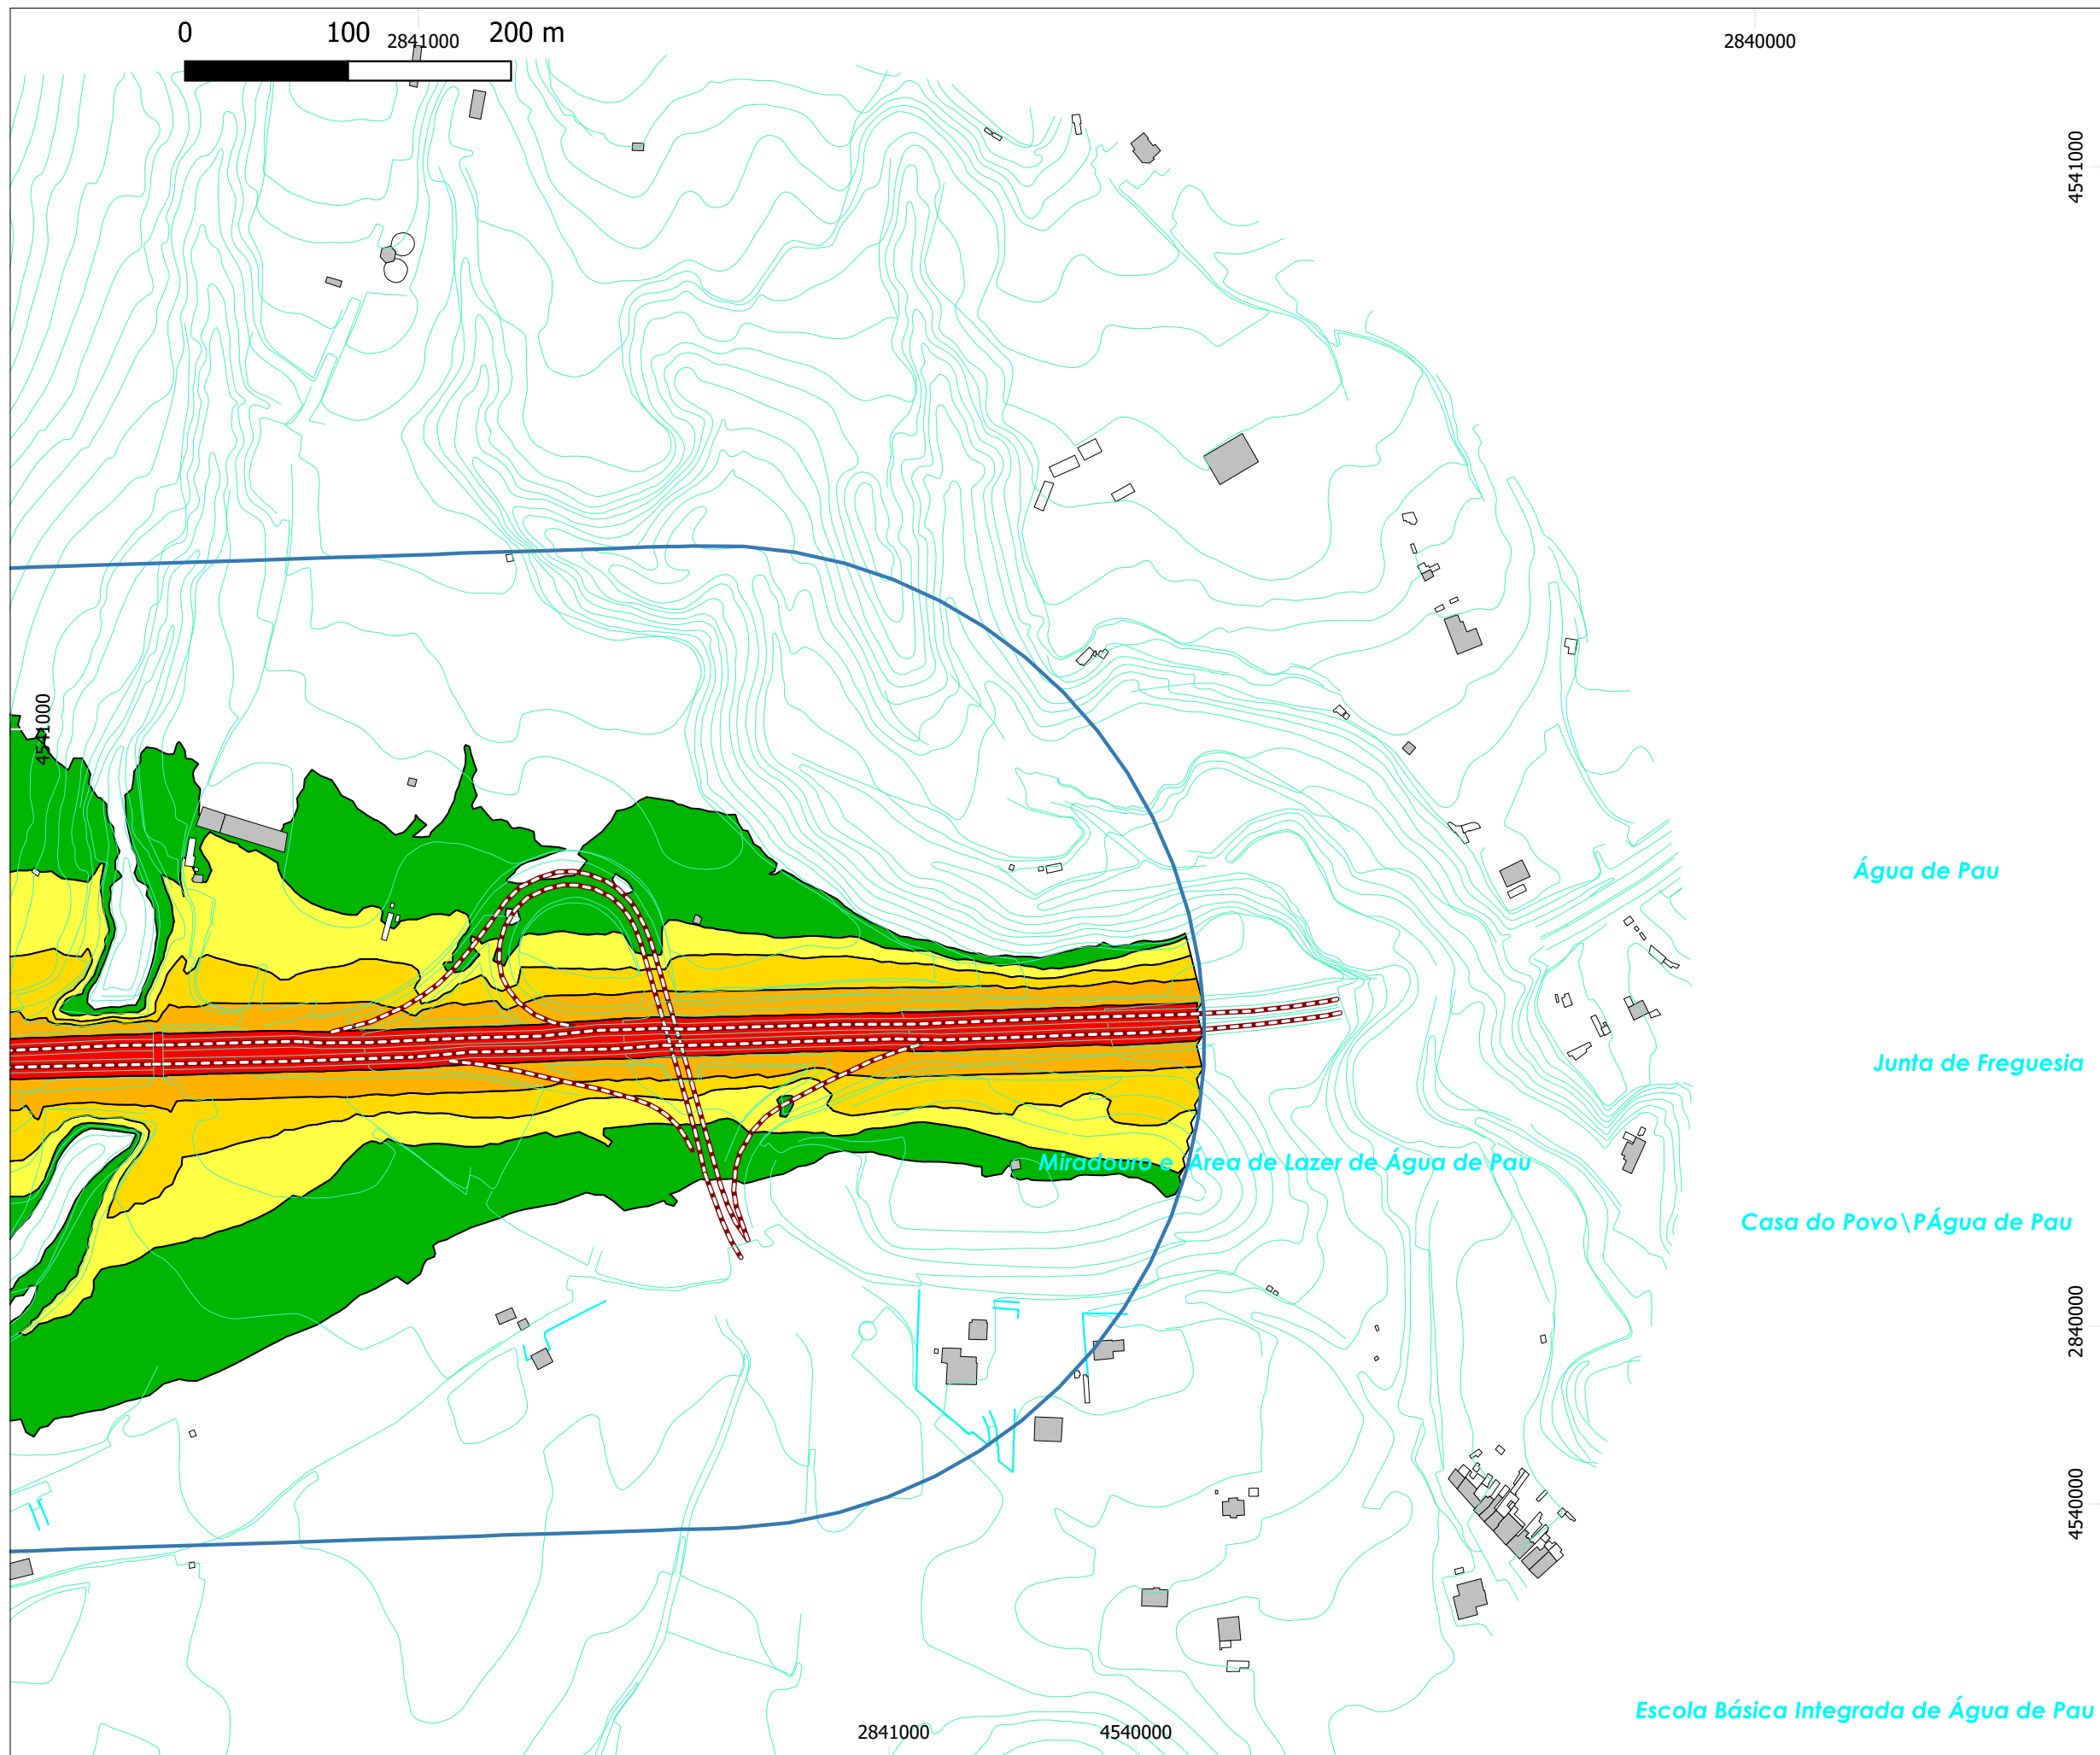 0 100 200 m
2841000
2840000
4541000
4541000
Água de Pau
Junta de Freguesia
Miradouro e Área de Lazer de Água de Pau
Casa do Povo\PÁgua de Pau
2840000
4540000
Escola Básica Integrada de Água de Pau
2841000
4540000